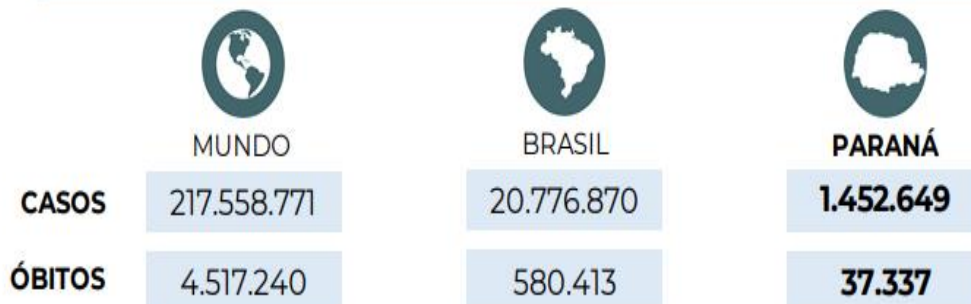 MUNDO BRASIL PARANÁ
CASOS 217.558.771 20.776.870 1.452.649
ÓBITOS 4.517.240 580.413 37.337